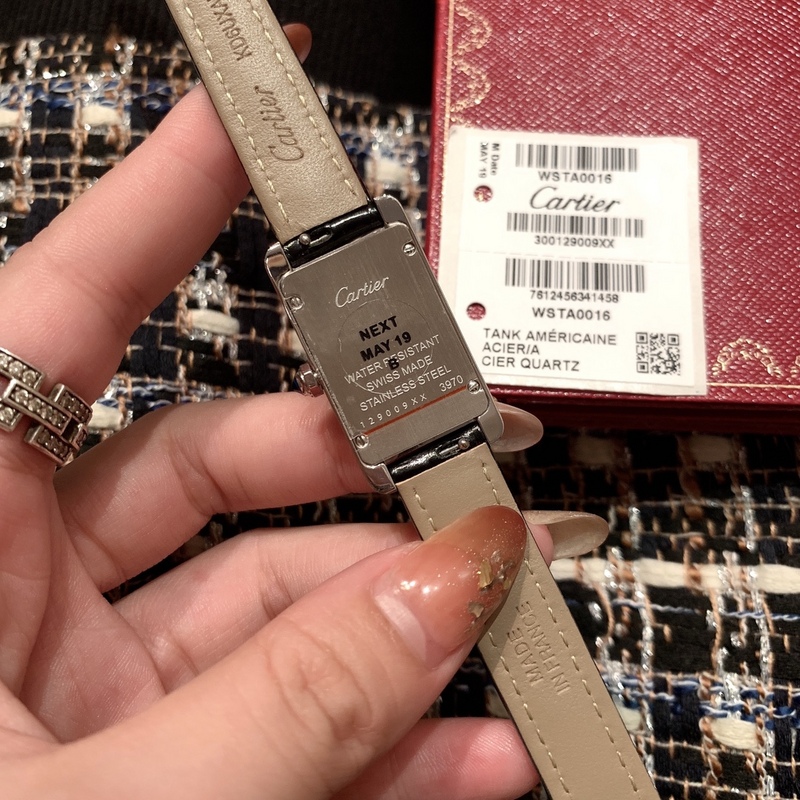 Cartier
KD6UXA
Cartier
NEXT
MAY 19
B
WATER RESISTANT
SWISS MADE
STAINLESS STEEL
3970
129009XX
MADE
IN FRANCE
M Date
MAY 19
WSTA0016
Cartier
300129009XX
7612456341458
WSTA0016
TANK AMÉRICAINE
ACIER/A
CIER QUARTZ